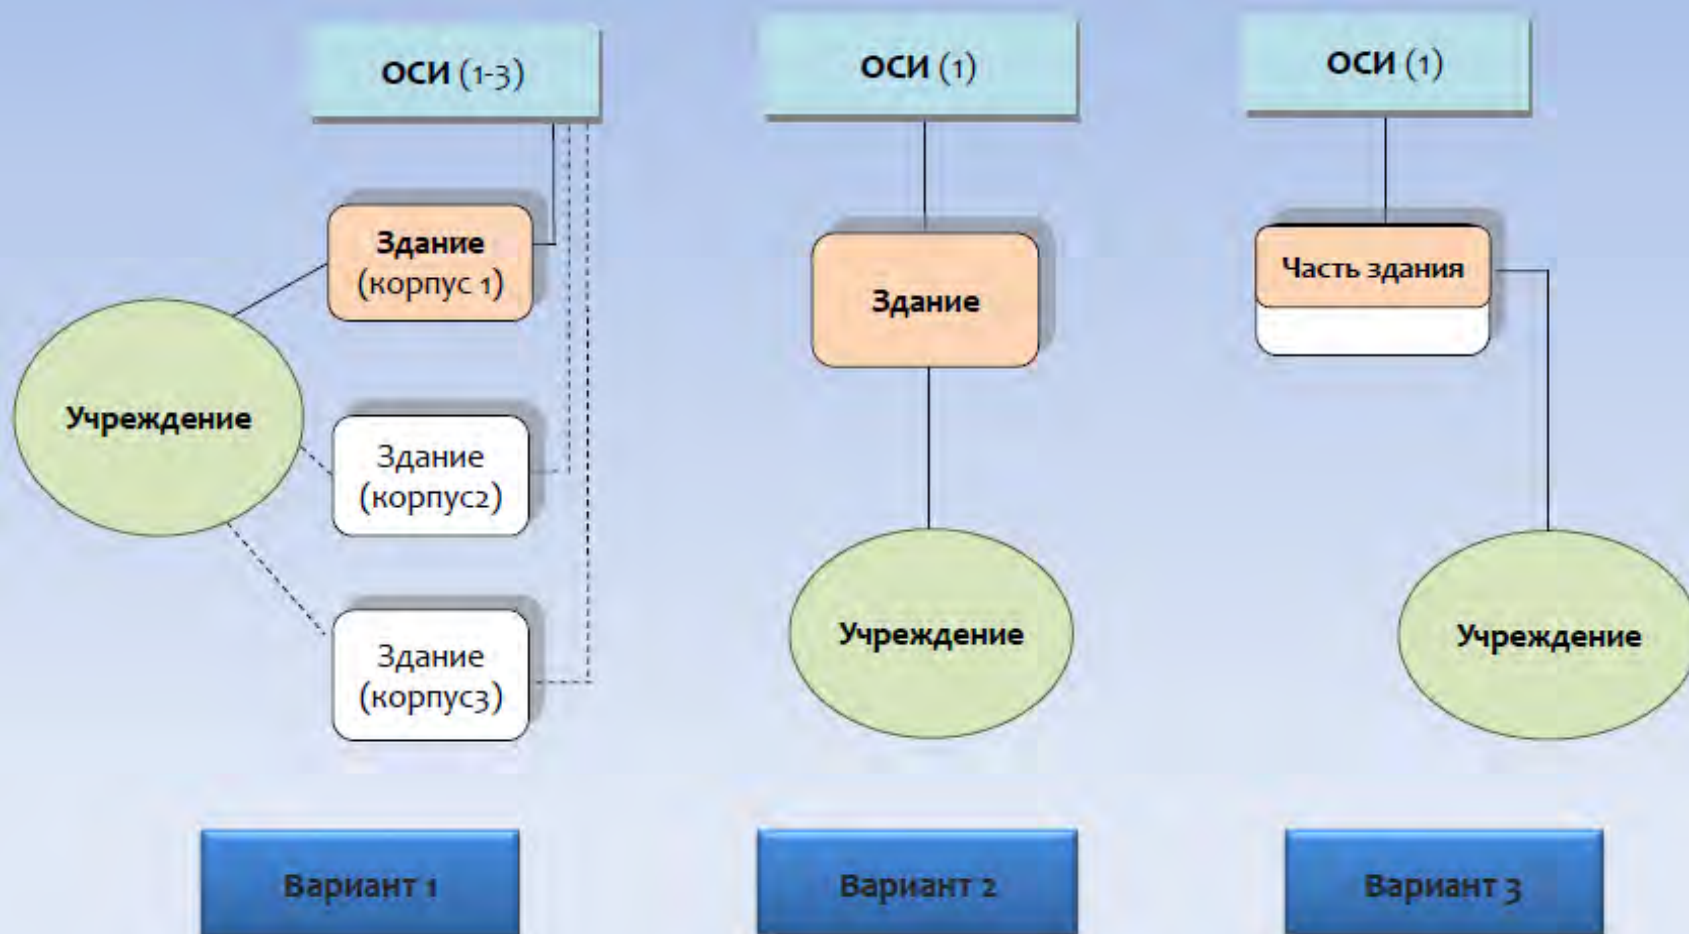 ОСИ (1-3)
Здание
(корпус 1)
Учреждение
Здание
(корпус2)
Здание
(корпус3)
Вариант 1
ОСИ (1)
Здание
Учреждение
Вариант 2
ОСИ (1)
Часть здания
Учреждение
Вариант 3